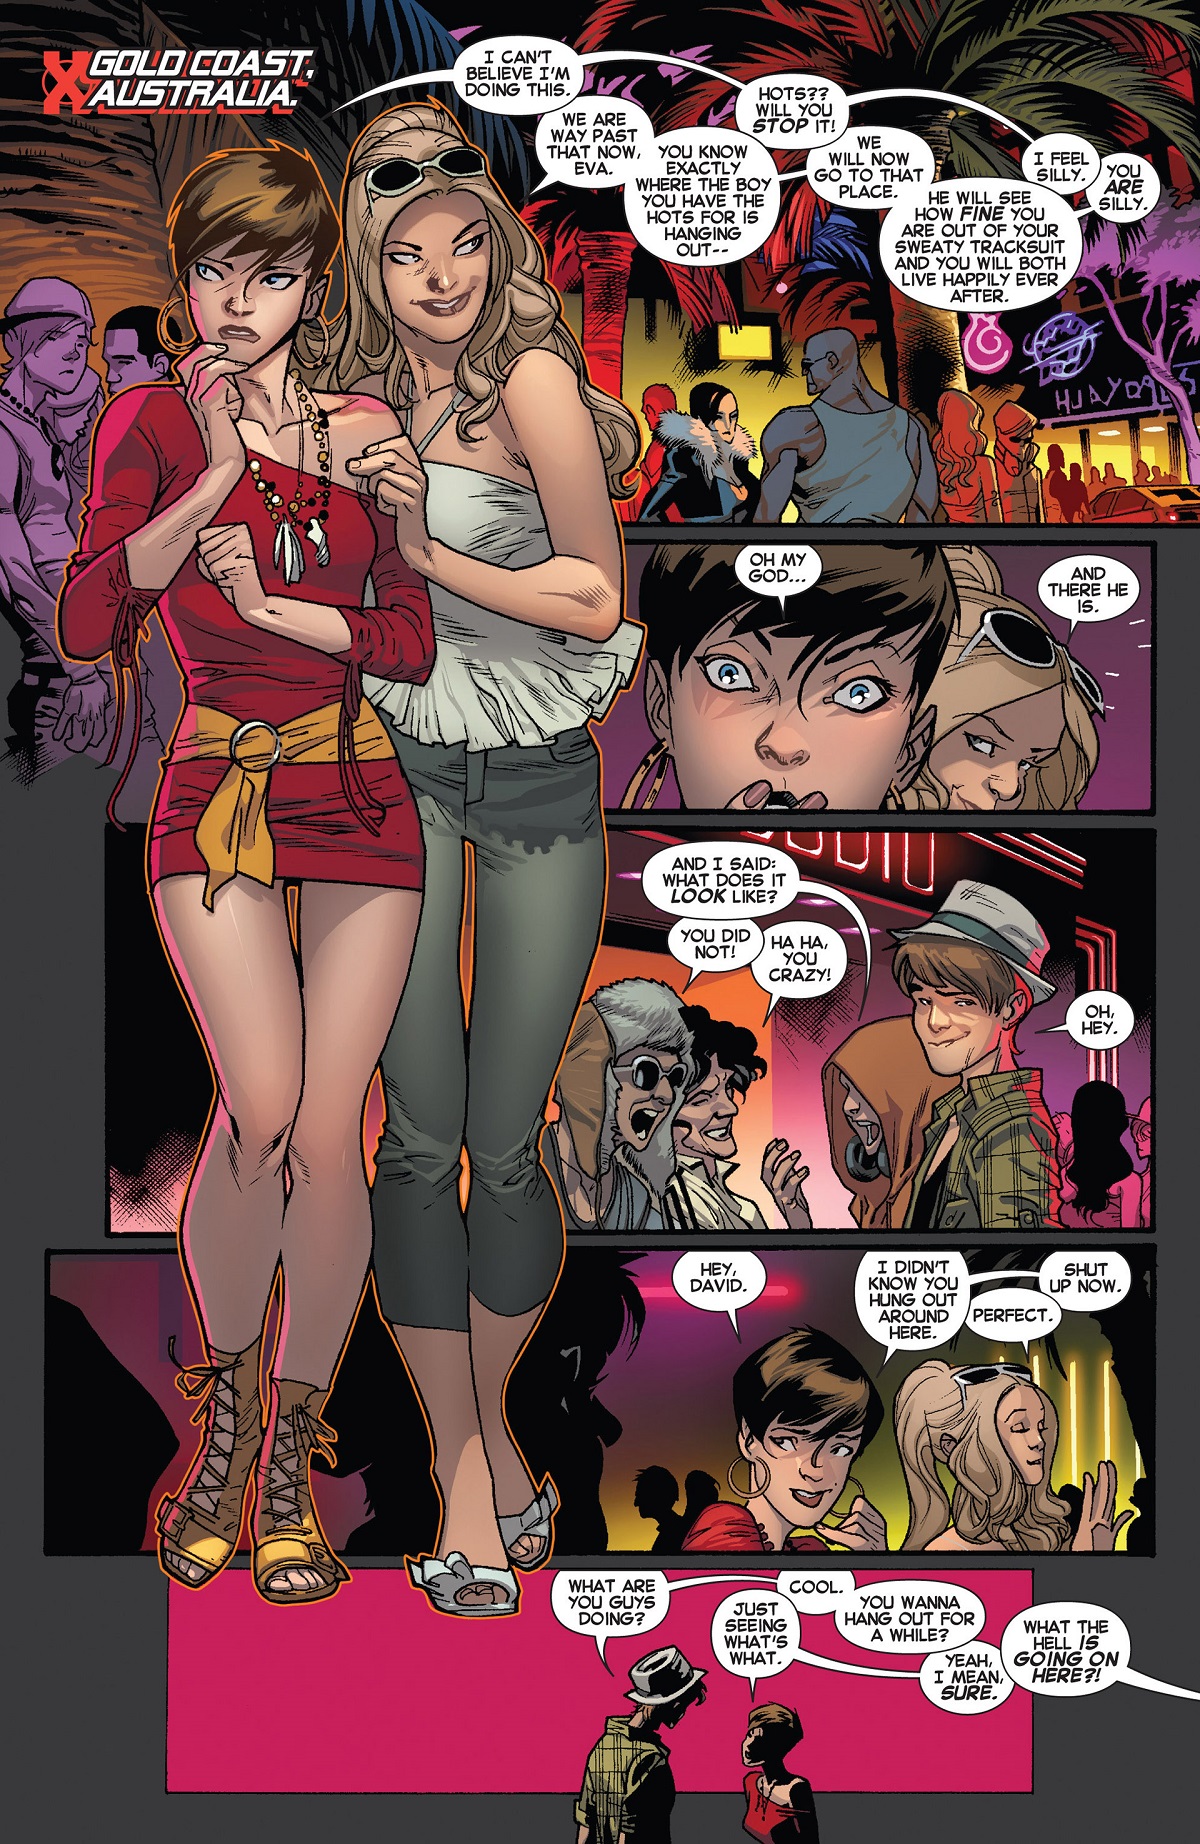 GOLD COAST,
AUSTRALIA.
I CAN'T
BELIEVE I'M
DOING THIS.
WE ARE
WAY PAST
THAT NOW,
EVA.
YOU KNOW
EXACTLY
WHERE THE BOY
YOU HAVE THE
HOTS FOR IS
HANGING
OUT--
HOTS??
WILL YOU
STOP IT!
WE
WILL NOW
GO TO THAT
PLACE.
HE WILL SEE
HOW FINE YOU
ARE OUT OF YOUR
SWEATY TRACKSUIT
AND YOU WILL BOTH
LIVE HAPPILY EVER
AFTER.
I FEEL
SILLY.
YOU
ARE
SILLY.
OH MY
GOD...
AND
THERE HE
IS.
AND I SAID:
WHAT DOES IT
LOOK LIKE?
YOU DID
NOT!
HA HA,
YOU
CRAZY!
OH,
HEY.
HEY,
DAVID.
I DIDN'T
KNOW YOU
HUNG OUT
AROUND
HERE.
PERFECT.
SHUT
UP NOW.
WHAT ARE
YOU GUYS
DOING?
JUST
SEEING
WHAT'S
WHAT.
COOL.
YOU WANNA
HANG OUT FOR
A WHILE?
YEAH,
I MEAN,
SURE.
WHAT THE
HELL IS
GOING ON
HERE?!